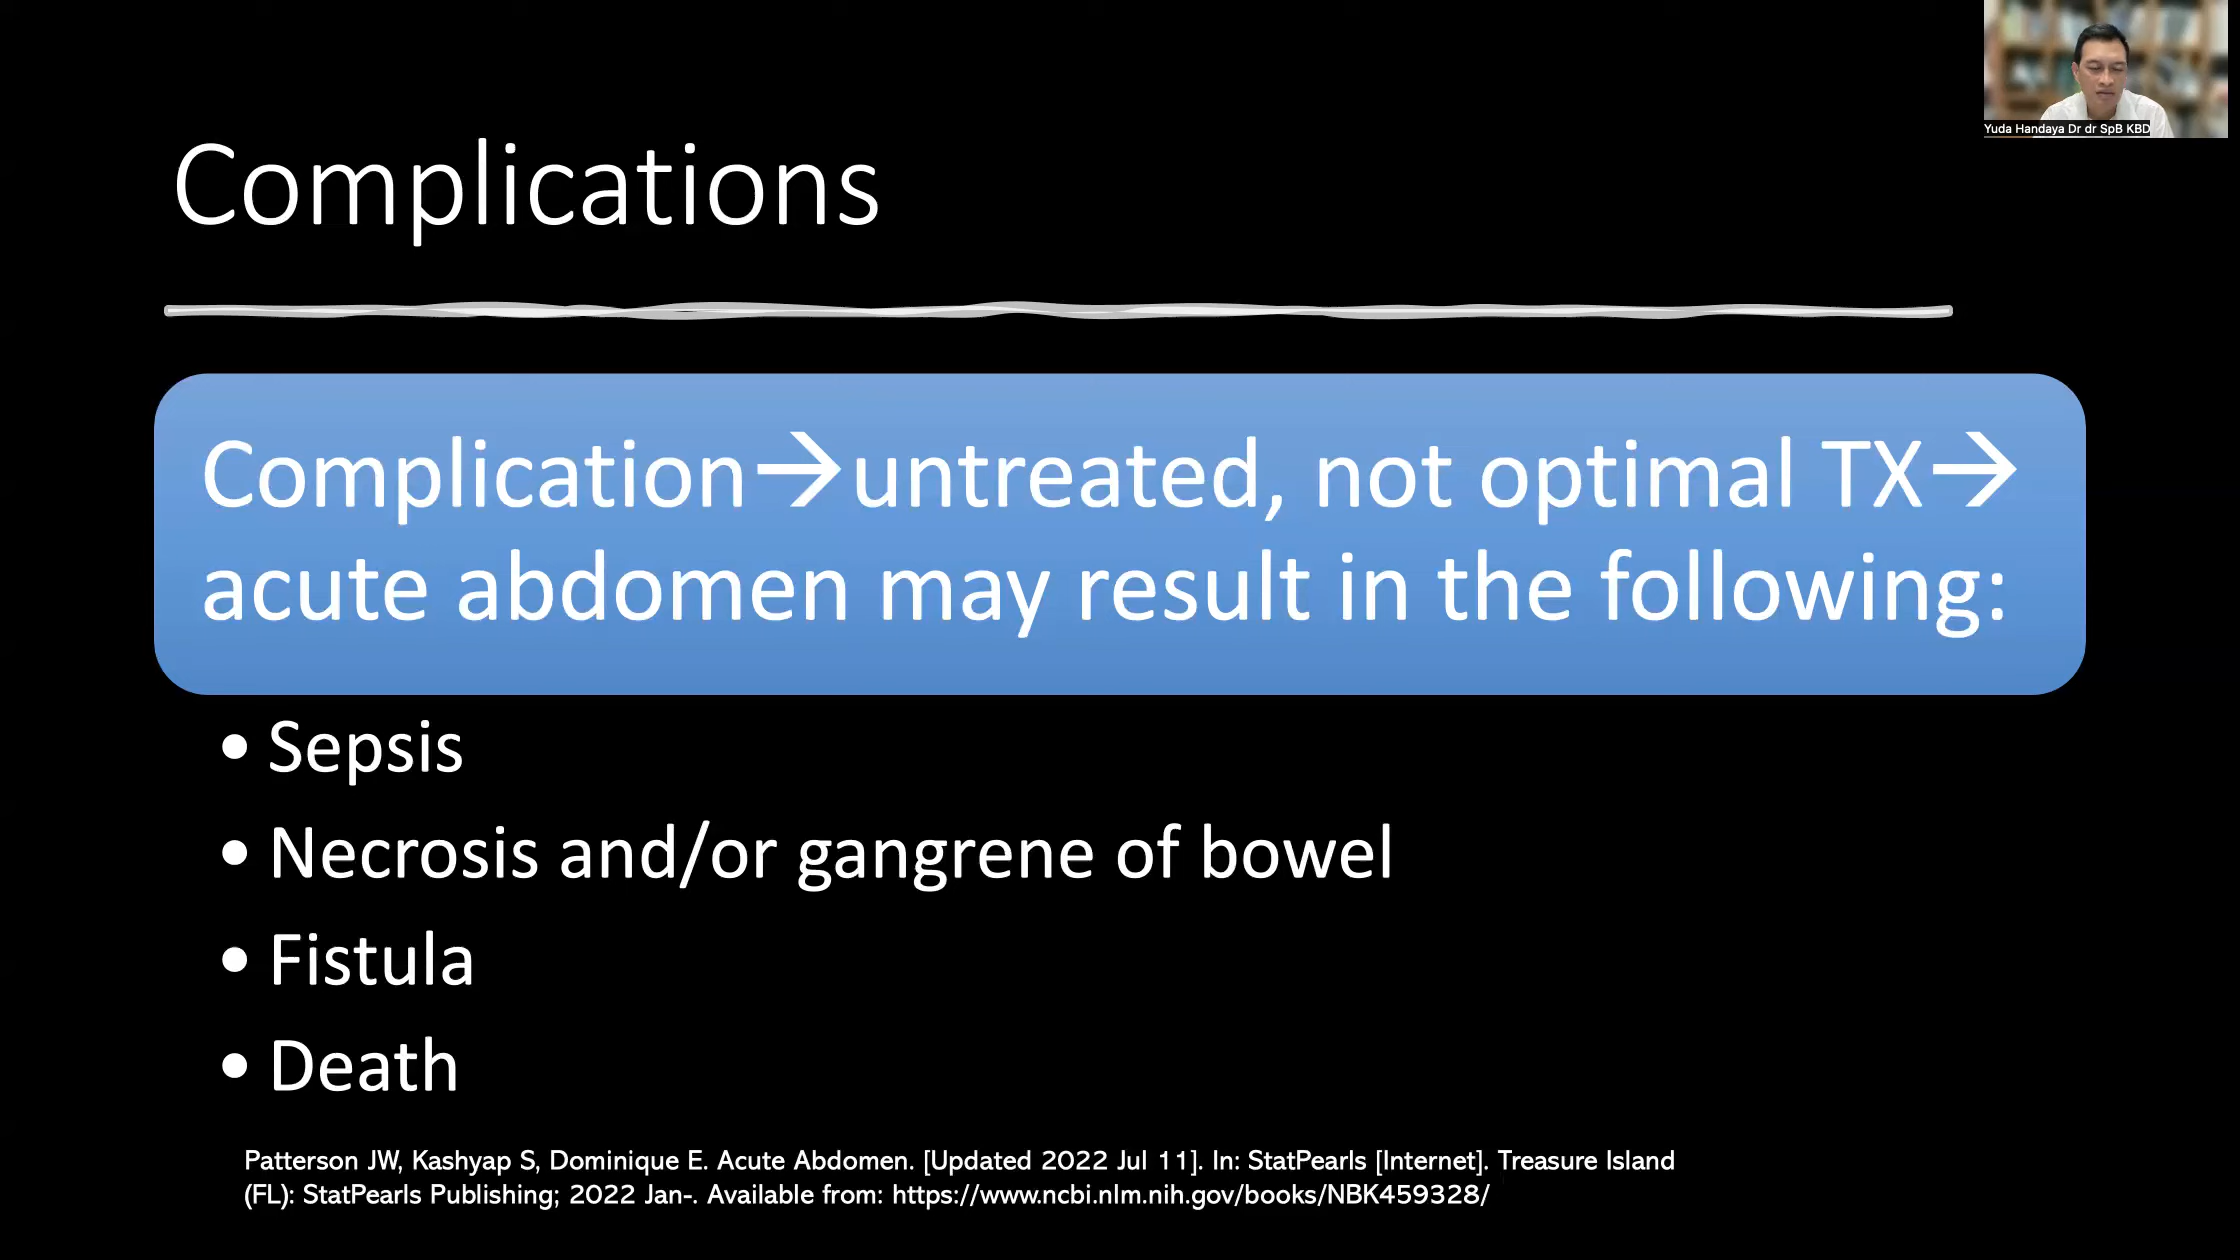 Yuda Handaya Dr dr SpB KBD
Complications
Complication→untreated, not optimal TX→
acute abdomen may result in the following:
• Sepsis
• Necrosis and/or gangrene of bowel
• Fistula
• Death
Patterson JW, Kashyap S, Dominique E. Acute Abdomen. [Updated 2022 Jul 11]. In: StatPearls [Internet]. Treasure Island
(FL): StatPearls Publishing; 2022 Jan-. Available from: https://www.ncbi.nlm.nih.gov/books/NBK459328/